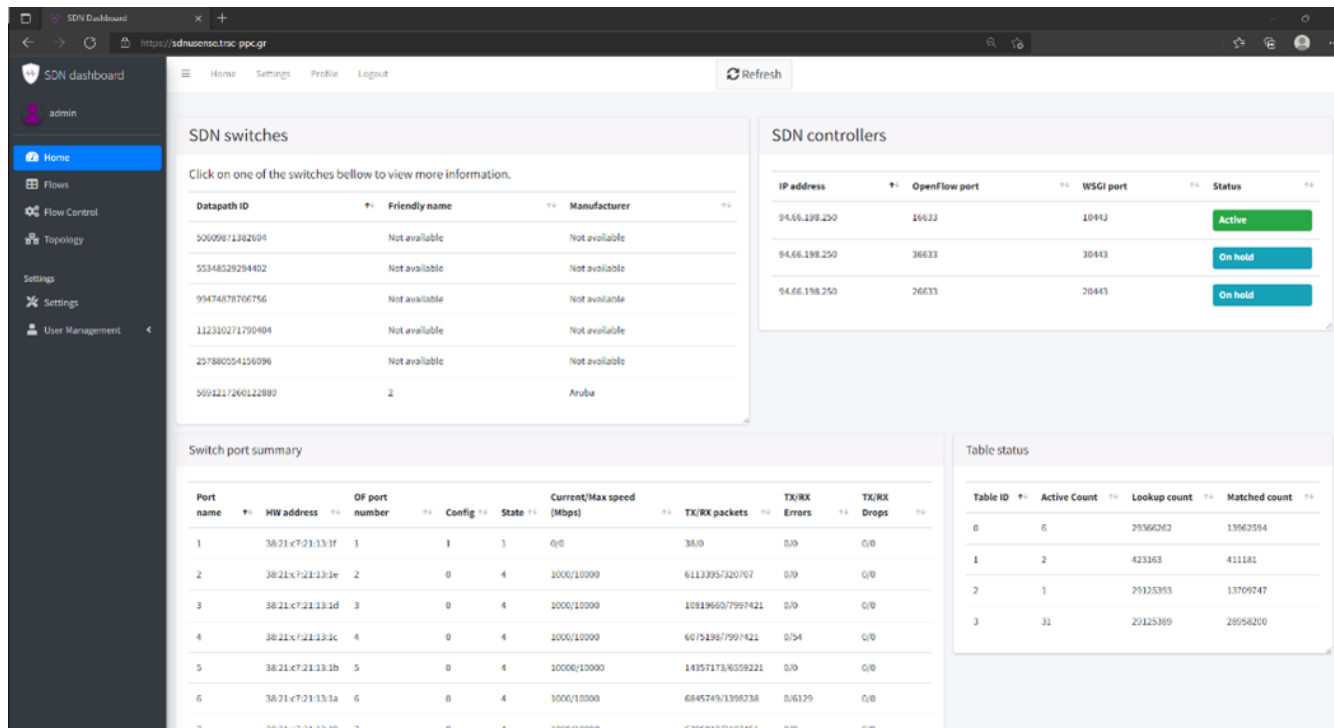 SDN Dashboard
https://sdnusense.trsc-ppc.gr
SDN dashboard
Home Settings Profile Logout
Refresh
admin
Home
Flows
Flow Control
Topology
Settings
Settings
User Management
SDN switches
Click on one of the switches bellow to view more information.
Datapath ID Friendly name Manufacturer
50609871382604 Not available Not available
55348529294402 Not available Not available
99474878706756 Not available Not available
112310271790404 Not available Not available
257880554156096 Not available Not available
5691217260122880 2 Aruba
SDN controllers
IP address OpenFlow port WSGI port Status
94.66.198.250 16633 10443 Active
94.66.198.250 36633 30443 On hold
94.66.198.250 26633 20443 On hold
Switch port summary
Port name HW address OF port number Config State Current/Max speed (Mbps) TX/RX packets TX/RX Errors TX/RX Drops
1 38:21:c7:21:13:1f 1 1 1 0/0 38/0 0/0 0/0
2 38:21:c7:21:13:1e 2 0 4 1000/10000 6113395/320707 0/0 0/0
3 38:21:c7:21:13:1d 3 0 4 1000/10000 10819660/7997421 0/0 0/0
4 38:21:c7:21:13:1c 4 0 4 1000/10000 6075198/7997421 0/54 0/0
5 38:21:c7:21:13:1b 5 0 4 10000/10000 14357173/6559221 0/0 0/0
6 38:21:c7:21:13:1a 6 0 4 1000/10000 6845749/1398238 0/6129 0/0
Table status
Table ID Active Count Lookup count Matched count
0 6 29366262 13962594
1 2 423163 411181
2 1 29125393 13709747
3 31 29125389 28958200